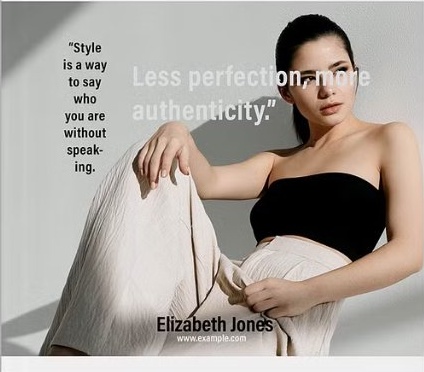 "Style
is a way
to say
who
you are
without
speak-
ing.
Less perfection, more
authenticity.”
Elizabeth Jones
www.example.com